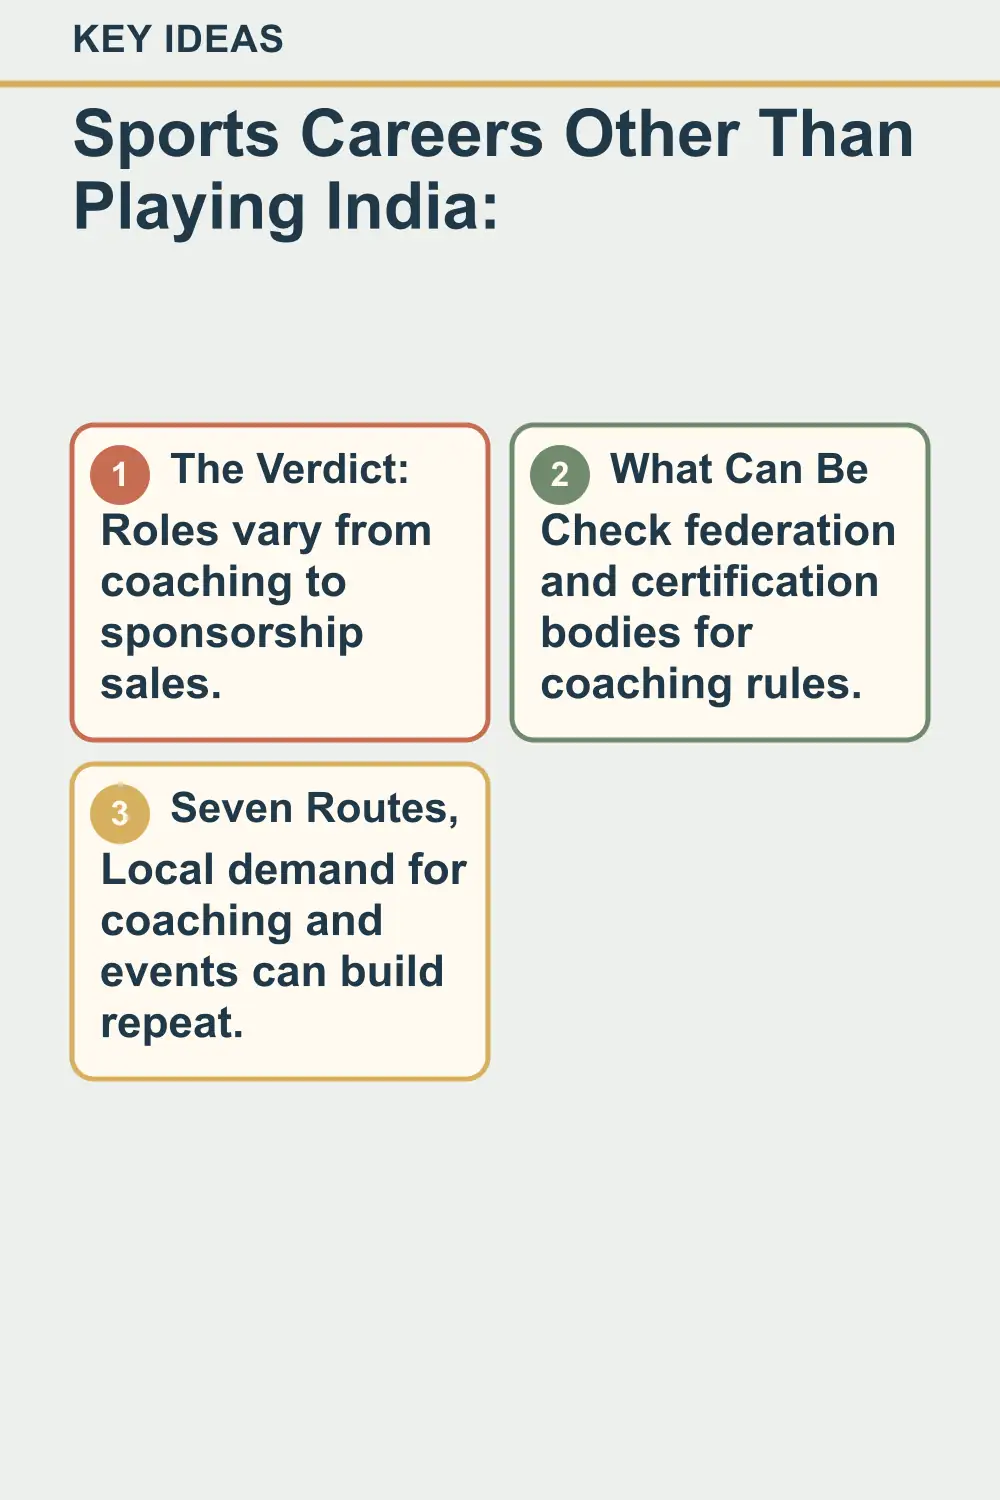 KEY IDEAS
Sports Careers Other Than
Playing India:
1 The Verdict:
Roles vary from
coaching to
sponsorship
sales.
2 What Can Be
Check federation
and certification
bodies for
coaching rules.
3 Seven Routes,
Local demand for
coaching and
events can build
repeat.